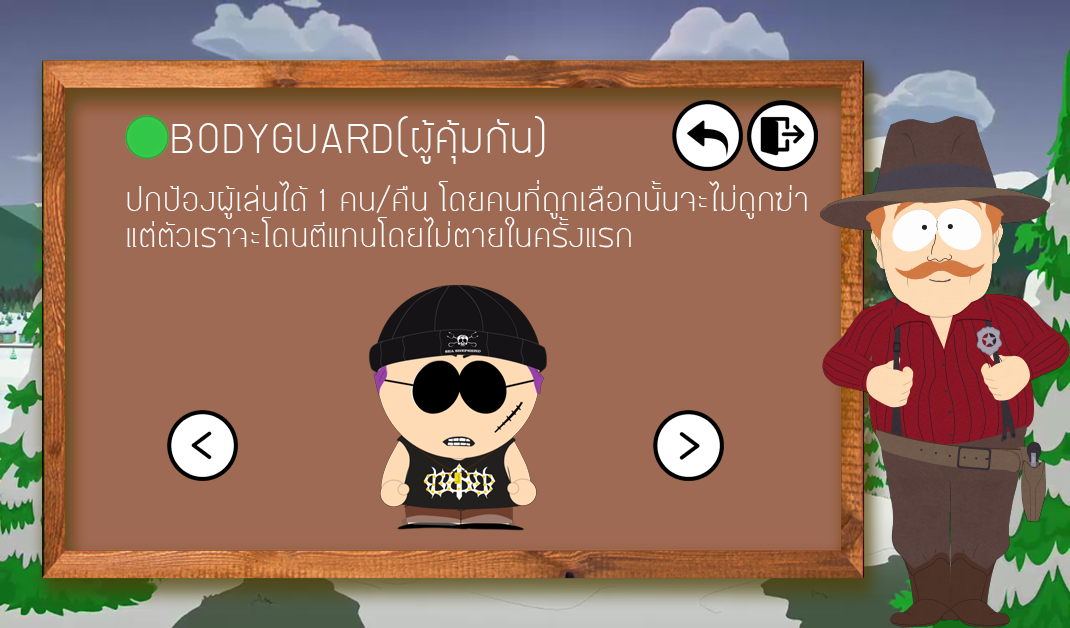 BODYGUARD(ผู้คุ้มกัน)
ปกป้องผู้เล่นได้ 1 คน/คืน โดยคนที่ถูกเลือกนั้นจะไม่ถูกฆ่า
แต่ตัวเราจะโดนตีแทนโดยไม่ตายในครั้งแรก
SEA SHEPHERD